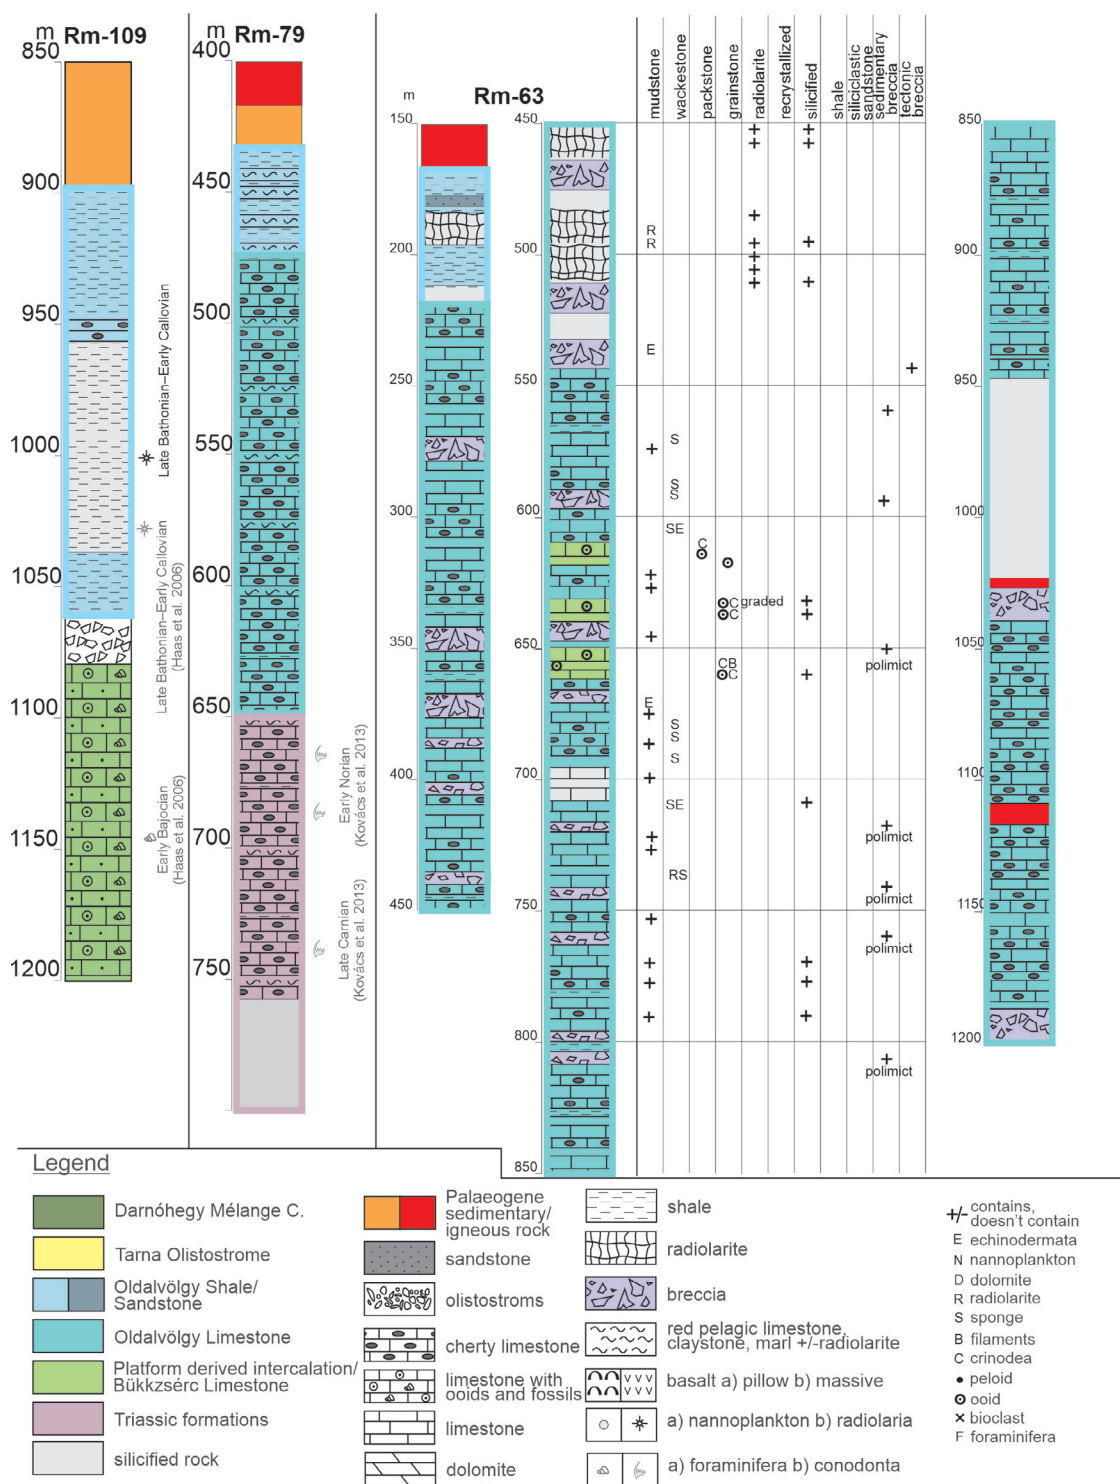 m Rm-109
850
900
950
1000
1050
1100
1150
1200
Late Bathonian–Early Callovian
Late Bathonian–Early Callovian
(Haas et al. 2006)
Early Bajocian
(Haas et al. 2006)
m Rm-79
400
450
500
550
600
650
700
750
Early Norian
(Kovács et al. 2013)
Late Carnian
(Kovács et al. 2013)
Rm-63
m
150
200
250
300
350
400
450
450
500
550
600
650
700
750
800
850
mudstone
wackestone
packstone
grainstone
radiolarite
recrystallized
silicified
shale
siliciclastic
sandstone
sedimentary
breccia
tectonic
breccia
+ +
+ +
+
R
R + +
+
+
+ +
E
+
+
S
+
S
S +
SE
C
+
+
C graded +
C +
+
+
polimict
CB
C +
E
+
S
+ S
S
+
SE +
+
polimict
+
+
RS
+
polimict
+
+
polimict
+ +
+ +
+ +
+
polimict
850
900
950
1000
1050
1100
1150
1200
Legend
Darnóhegy Mélange C.
Tarna Olistostrome
Oldalvölgy Shale/
Sandstone
Oldalvölgy Limestone
Platform derived intercalation/
Bükkzsérc Limestone
Triassic formations
silicified rock
Palaeogene
sedimentary/
igneous rock
sandstone
olistostroms
cherty limestone
limestone with
ooids and fossils
limestone
dolomite
shale
radiolarite
breccia
red pelagic limestone,
claystone, marl +/-radiolarite
basalt a) pillow b) massive
a) nannoplankton b) radiolaria
a) foraminifera b) conodonta
+/- contains,
doesn't contain
E echinodermata
N nannoplankton
D dolomite
R radiolarite
S sponge
B filaments
C crinodea
peloid
ooid
× bioclast
F foraminifera